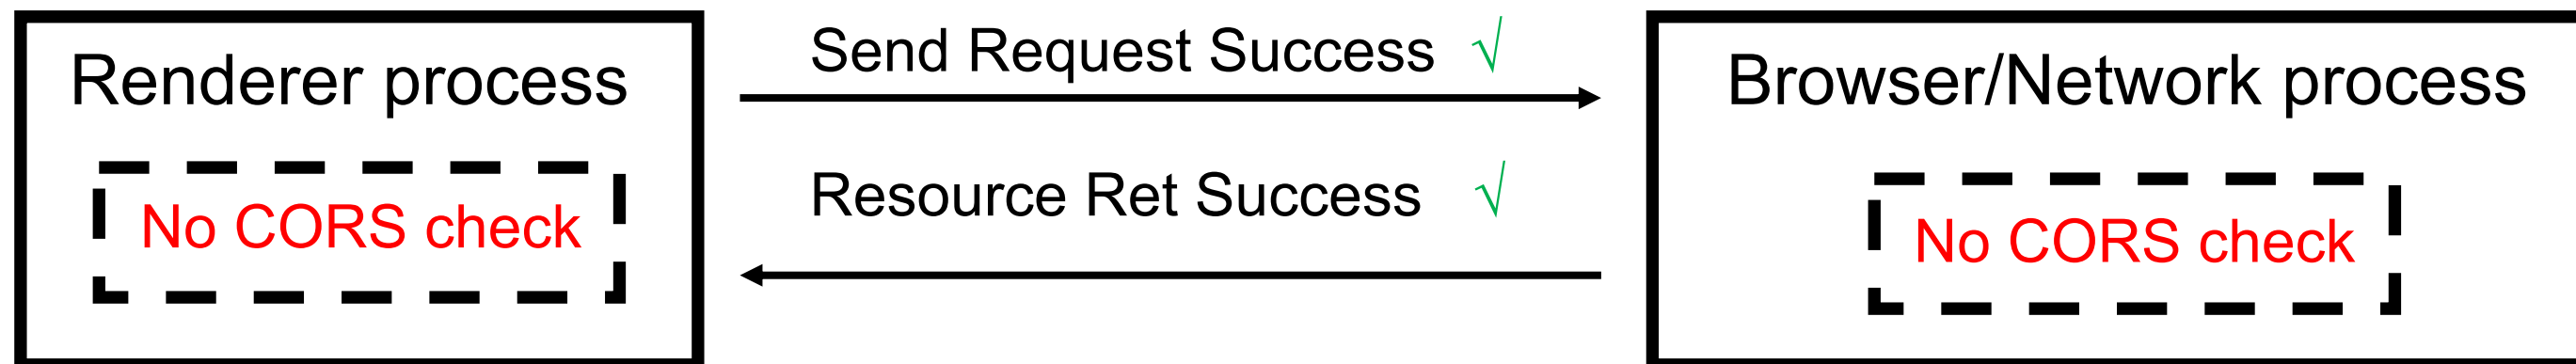 Renderer process
No CORS check
Send Request Success √
Resource Ret Success √
Browser/Network process
No CORS check